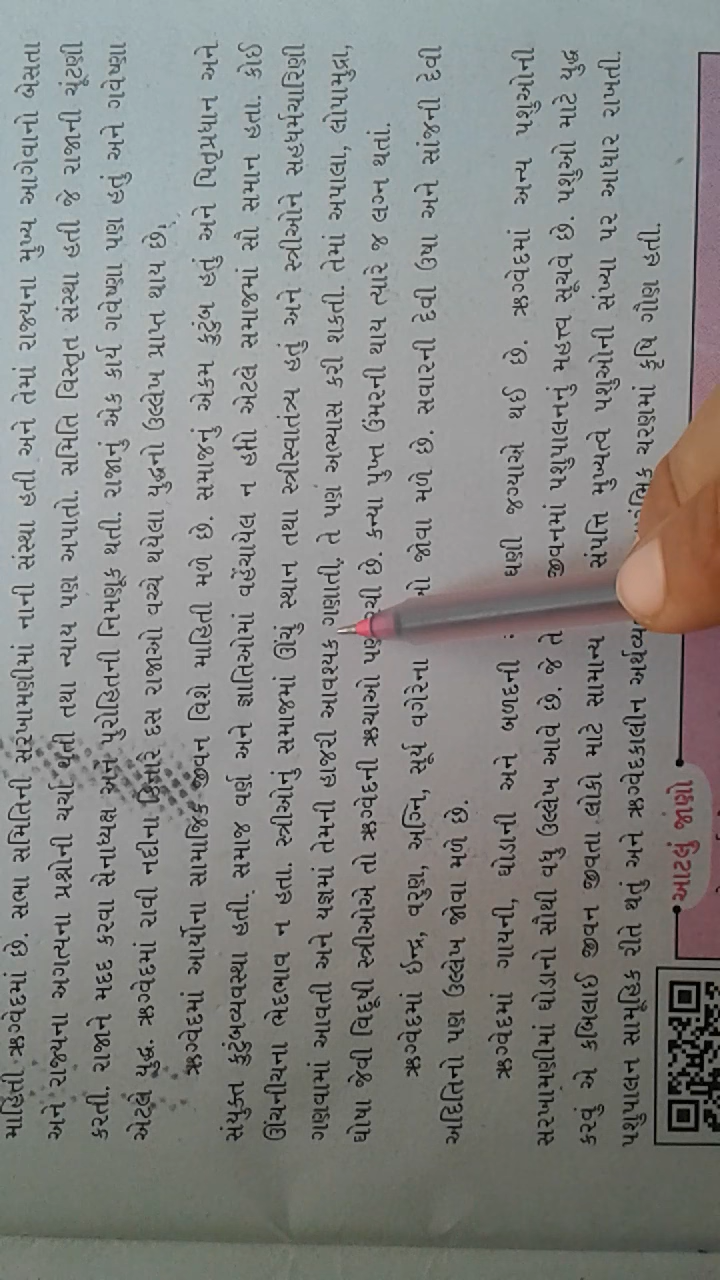 માહિતી ઋગ્વેદમાં છે. સભા સમિતિની સરખામણીમાં નાની સંસ્થા હતી અને તેમાં રાજ્યના મુખ્ય આગેવાનો બેસતા
અને રાજ્યના અગત્યના પ્રશ્નોની ચર્ચા થતી તથા ન્યાય પણ અપાતો. સમિતિ વિસ્તૃત સંસ્થા હતી જે રાજાની ચૂંટણી
કરતી. રાજાને મદદ કરવા સેનાધ્યક્ષ અને પુરોહિતની નિમણૂક થતી. રાજાનું એક કાર્ય ગવેષણા પણ હતું અને ગવેષણા
એટલે યુદ્ધ. ઋગ્વેદમાં રાવી નદીના કિનારે દસ રાજાઓ વચ્ચે થયેલા યુદ્ધનો ઉલ્લેખ પ્રાપ્ત થાય છે.
ઋગ્વેદમાં આર્યોના સામાજિક જીવન વિશે માહિતી મળે છે. સમાજનું એકમ કુટુંબ હતું અને પિતૃપ્રધાન અને
સંયુક્ત કુટુંબવ્યવસ્થા હતી. સમાજ વર્ણ અને જ્ઞાતિઓમાં વહેંચાયેલ ન હતો એટલે સમાજમાં સૌ સમાન હતા. કોઈ
ઊંચનીચના ભેદભાવ ન હતા. સ્ત્રીઓનું સમાજમાં ઊંચું સ્થાન તથા સ્ત્રીસ્વાતંત્ર્ય હતું અને સ્ત્રીઓને સહધર્મચારિણી
ગણવામાં આવતી અને યજ્ઞમાં તેમની હાજરી આવશ્યક ગણાતી, તે પણ અભ્યાસ કરી શકતી. તેમાં અપાલા, લોપામુદ્રા,
ઘોષા જેવી વિદુષી સ્ત્રીઓએ તો ઋગ્વેદની ઋચાઓ પણ રચી છે. કન્યા પુખ્ત ઉંમરની થાય ત્યારે જ લગ્ન થતાં.
ઋગ્વેદમાં ઈન્દ્ર, વરુણ, અગ્નિ, સૂર્ય વગેરેના જોવા મળે છે. સવારની દેવી ઉષા અને સાંજની દેવી
અદિતિનો પણ ઉલ્લેખ જોવા મળે છે.
ઋગ્વેદમાં ગાયની, ઘોડાની અને બળદની ઘણી જગ્યાએ થઈ છે. ઋગ્વેદમાં અન્ય પશુઓની
સરખામણીમાં ઘોડાનો સૌથી વધુ ઉલ્લેખ આવે છે. જે તે જીવનમાં પશુપાલનનું મહત્ત્વ સૂચવે છે. પશુઓ માટે યુદ્ધ
કરવું એ કબિલાઈ જીવન જીવતા લોકો માટે સામાન્ય સંપત્તિ મુખ્યત્વે પશુઓની સંખ્યા પર આધાર રાખતી.
પશુપાલન સામૂહિક રીતે થતું અને ઋગ્વેદકાલીન ચરણમાં કૃષિ ગૌણ હતી.
આટલું જાણો